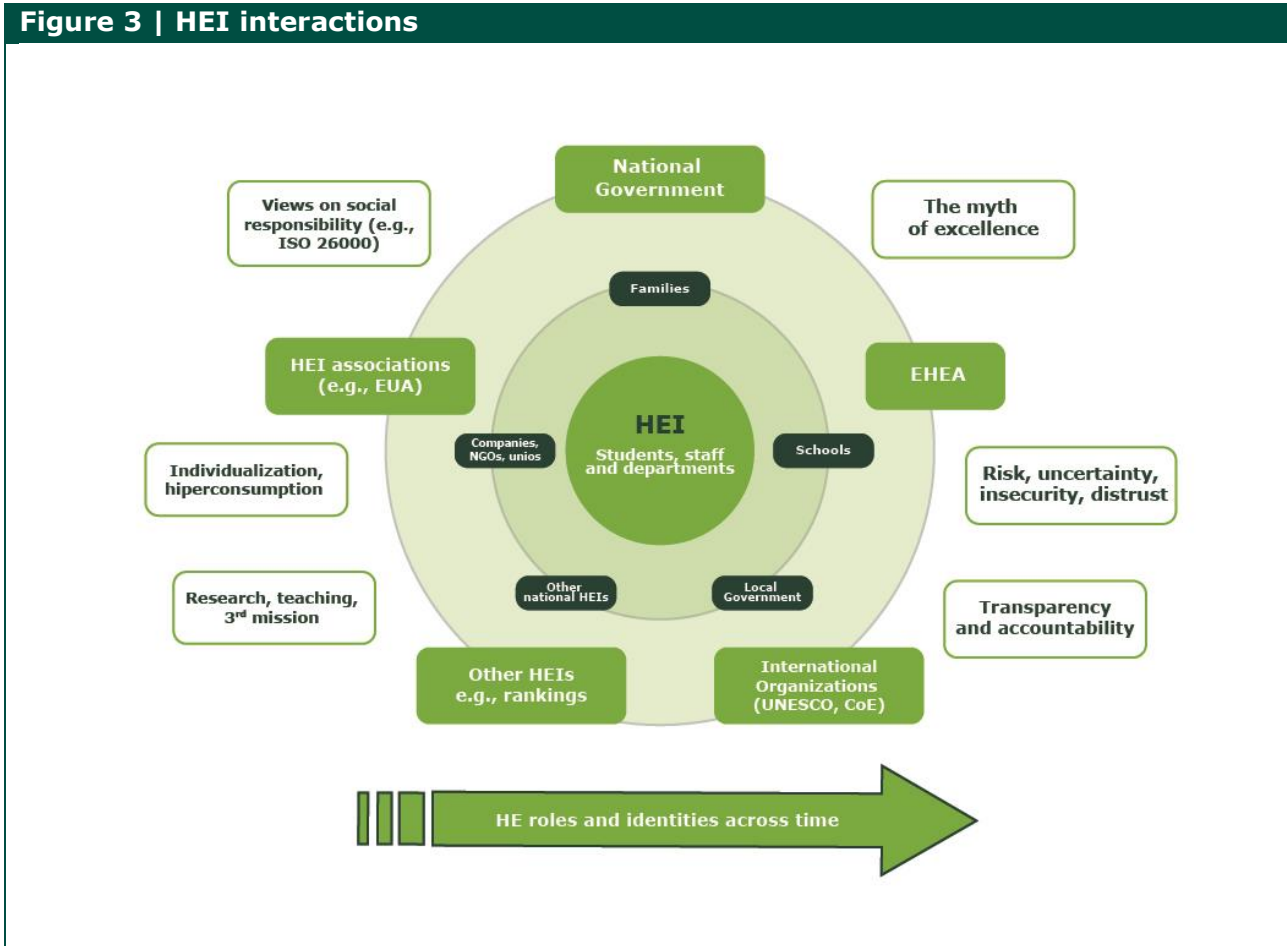 Figure 3 | HEI interactions
National
Government
Views on social
responsibility (e.g.,
ISO 26000)
The myth
of excellence
Families
HEI associations
(e.g., EUA)
EHEA
HEI
Students, staff
and departments
Companies,
NGOs, unios
Schools
Individualization,
hiperconsumption
Risk, uncertainty,
insecurity, distrust
Other
national HEIs
Local
Government
Research, teaching,
3rd mission
Transparency
and accountability
Other HEIs
e.g., rankings
International
Organizations
(UNESCO, CoE)
HE roles and identities across time